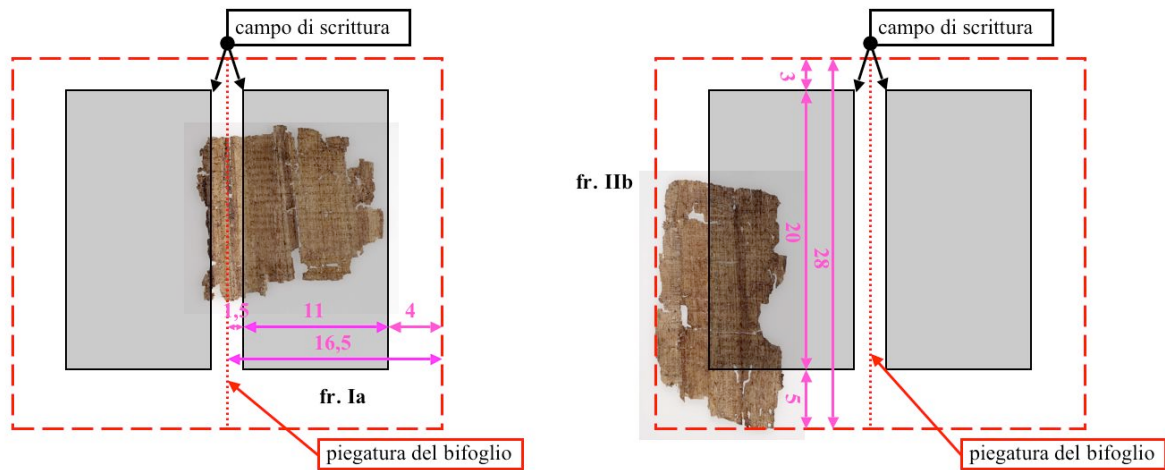 campo di scrittura
1,5
11
4
16,5
fr. Ia
piegatura del bifoglio
campo di scrittura
3
fr. IIb
20
28
5
piegatura del bifoglio